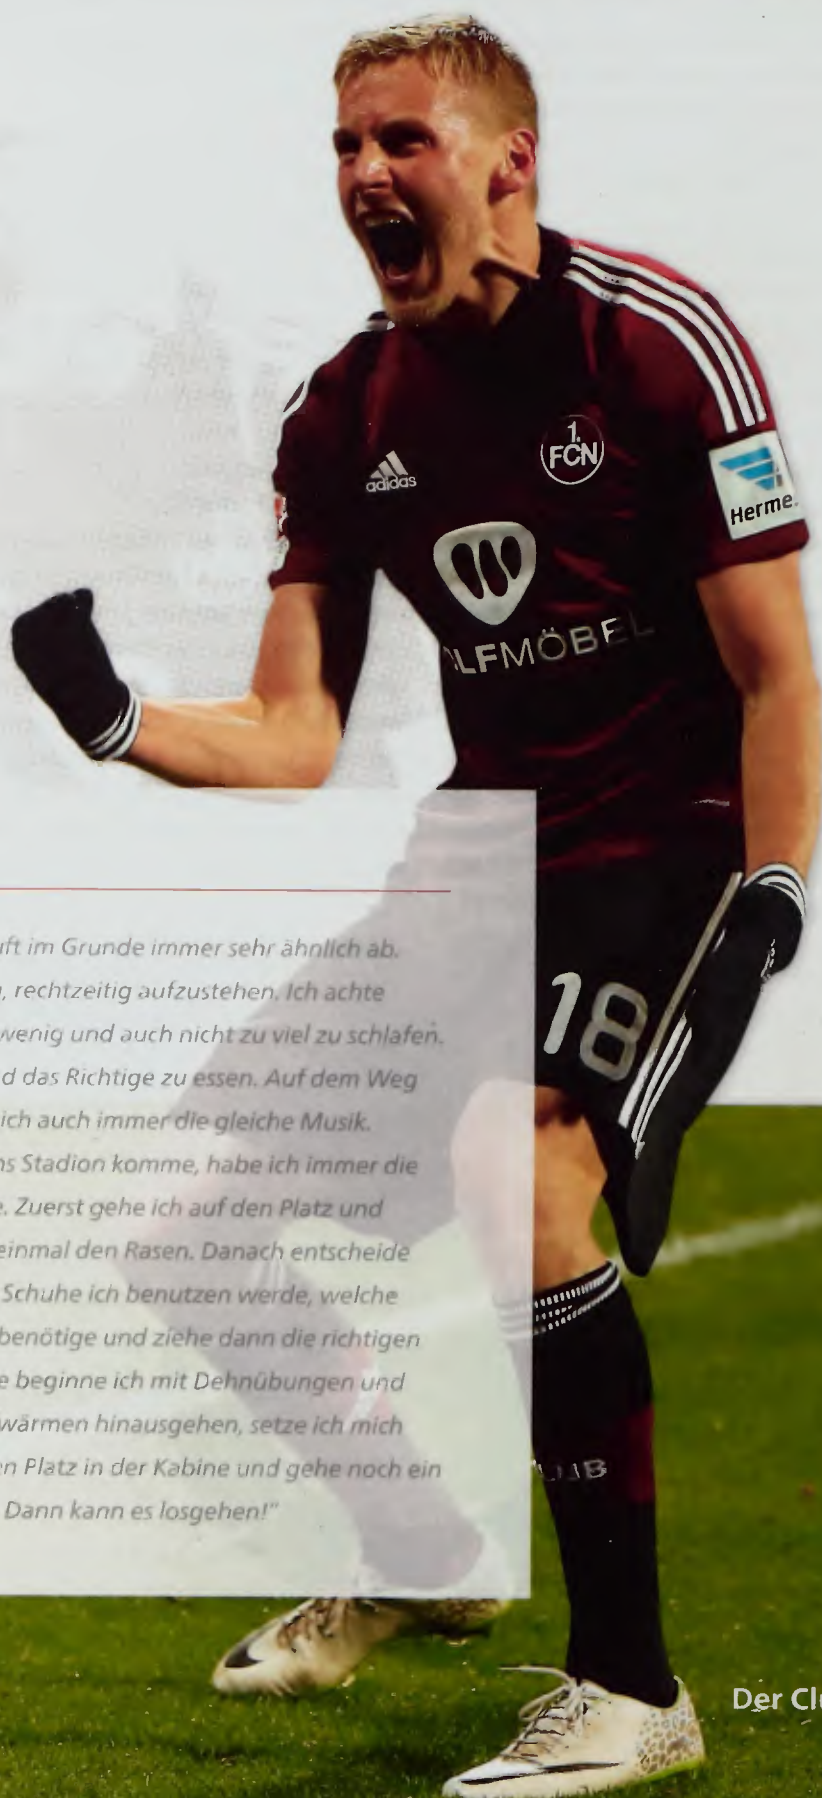 1.
FCN
adidas
Herme
LFMÖBEL
18
ft im Grunde immer sehr ähnlich ab.
, rechtzeitig aufzustehen. Ich achte
wenig und auch nicht zu viel zu schlafen.
d das Richtige zu essen. Auf dem Weg
ich auch immer die gleiche Musik.
ns Stadion komme, habe ich immer die
e. Zuerst gehe ich auf den Platz und
einmal den Rasen. Danach entscheide
Schuhe ich benutzen werde, welche
benötige und ziehe dann die richtigen
e beginne ich mit Dehnübungen und
wärmen hinausgehen, setze ich mich
en Platz in der Kabine und gehe noch ein
Dann kann es losgehen!"
Der Clu